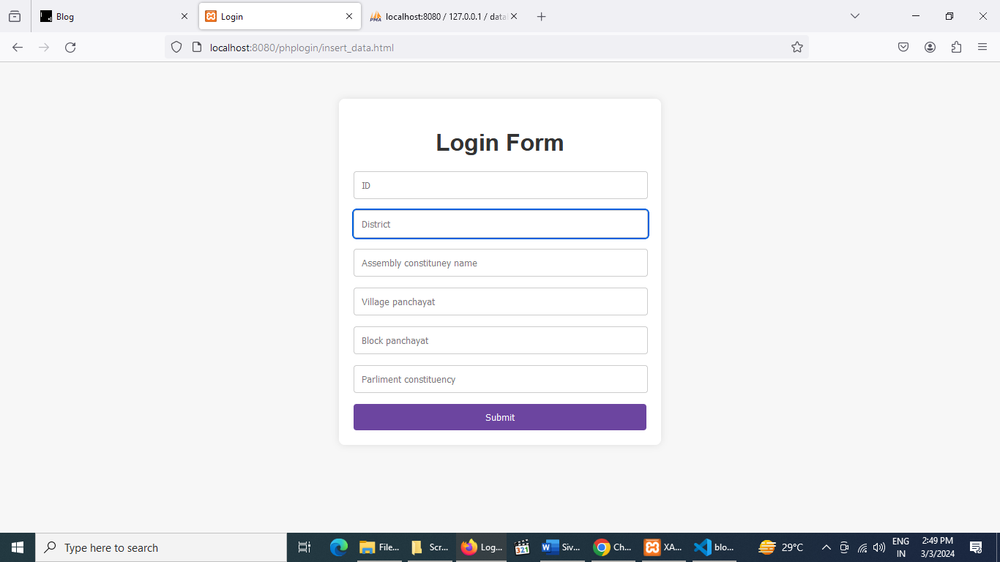 Blog
Login
localhost:8080 / 127.0.0.1 / data
localhost:8080/phplogin/insert_data.html
Login Form
ID
District
Assembly constituney name
Village panchayat
Block panchayat
Parliment constituency
Submit
Type here to search
File...
Scr...
Log...
321
Siv...
Ch...
XA...
blo...
29°C
ENG
IN
2:49 PM
3/3/2024